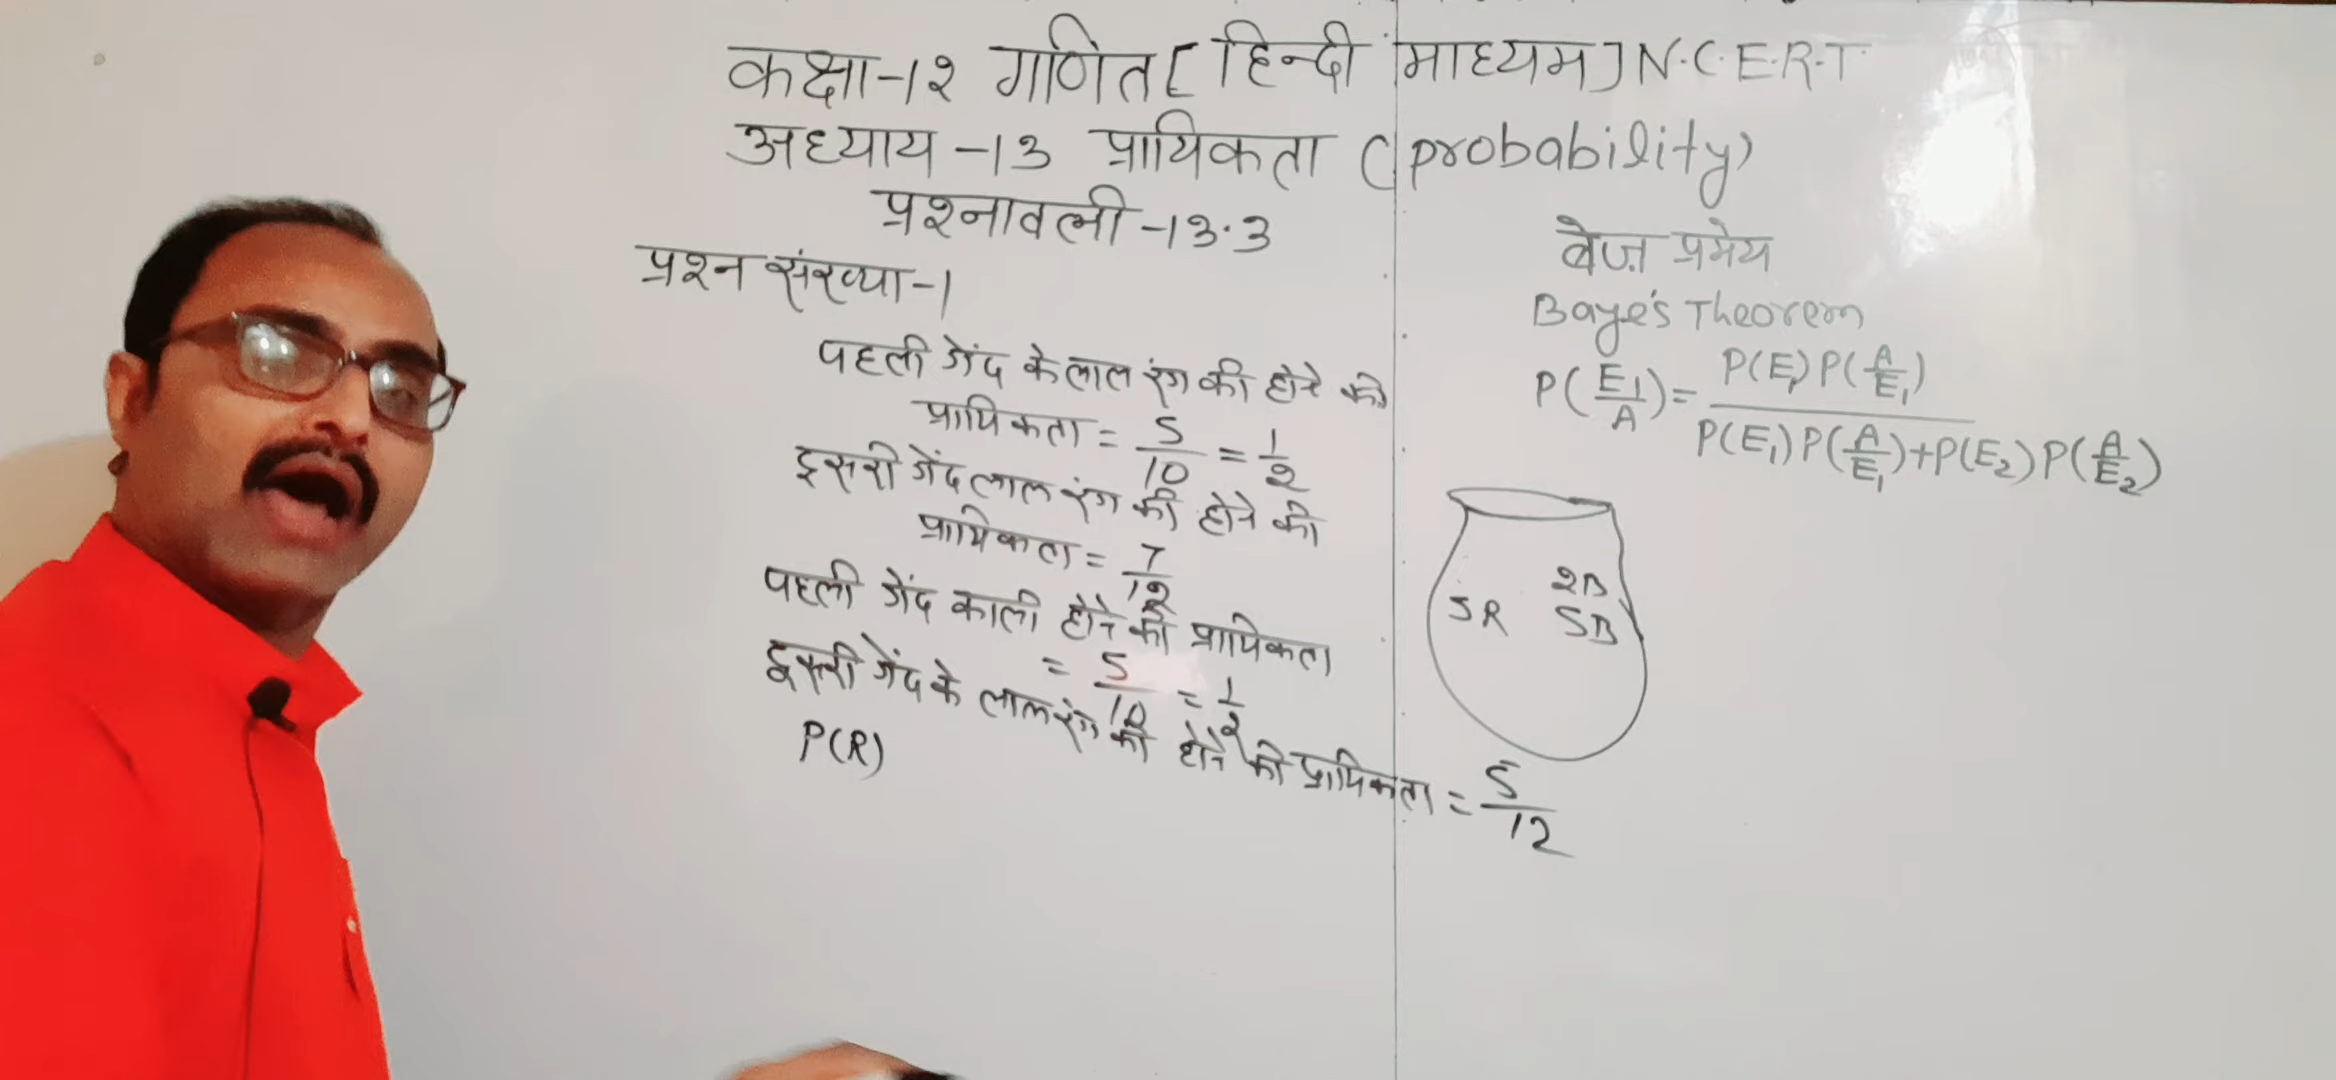 कक्षा-12 गणित [हिन्दी माध्यम] N.C.E.R.T
अध्याय-13 प्रायिकता (probability)
प्रश्नावली-13.3
प्रश्न संख्या-1
पहली गेंद के लाल रंग की होने की
प्रायिकता = 5/10 = 1/2
दूसरी गेंद लाल रंग की होने की
प्रायिकता = 7/12
पहली गेंद काली होने की प्रायिकता
= 5/10 = 1/2
दूसरी गेंद के लाल रंग की होने की प्रायिकता = 5/12
P(R)
बेज़ प्रमेय
Baye's Theorem
P(E₁/A) = P(E₁)P(A/E₁) / P(E₁)P(A/E₁)+P(E₂)P(A/E₂)
2B
5R 5B